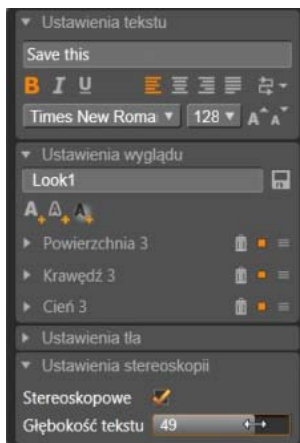 Ustawienia tekstu
Save this
B I U
Times New Roma 128 A A
Ustawienia wyglądu
Look1
A A A
Powierzchnia 3
Krawędź 3
Cień 3
Ustawienia tła
Ustawienia stereoskopii
Stereoskopowe
Głębokość tekstu 49